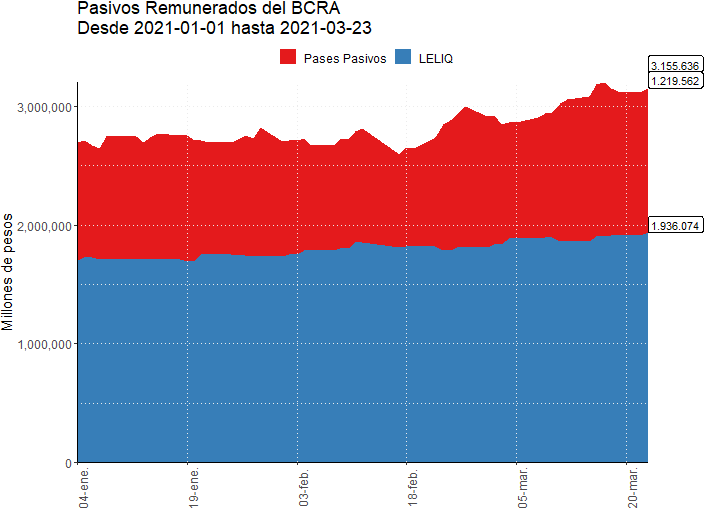 Pasivos Remunerados del BCRA
Desde 2021-01-01 hasta 2021-03-23
Pases Pasivos
LELIQ
3.155.636
1.219.562
3,000,000
2,000,000
1.936.074
Millones de pesos
1,000,000
0
04-ene.
19-ene.
03-feb.
18-feb.
05-mar.
20-mar.